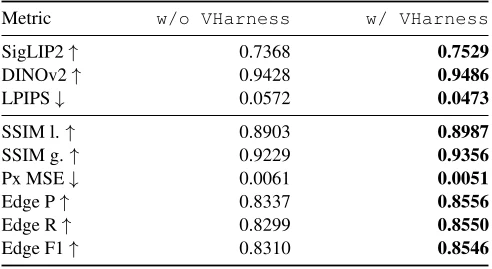 Metric w/o VHarness w/ VHarness
SigLIP2 ↑ 0.7368 0.7529
DINOv2 ↑ 0.9428 0.9486
LPIPS ↓ 0.0572 0.0473
SSIM l. ↑ 0.8903 0.8987
SSIM g. ↑ 0.9229 0.9356
Px MSE ↓ 0.0061 0.0051
Edge P ↑ 0.8337 0.8556
Edge R ↑ 0.8299 0.8550
Edge F1 ↑ 0.8310 0.8546